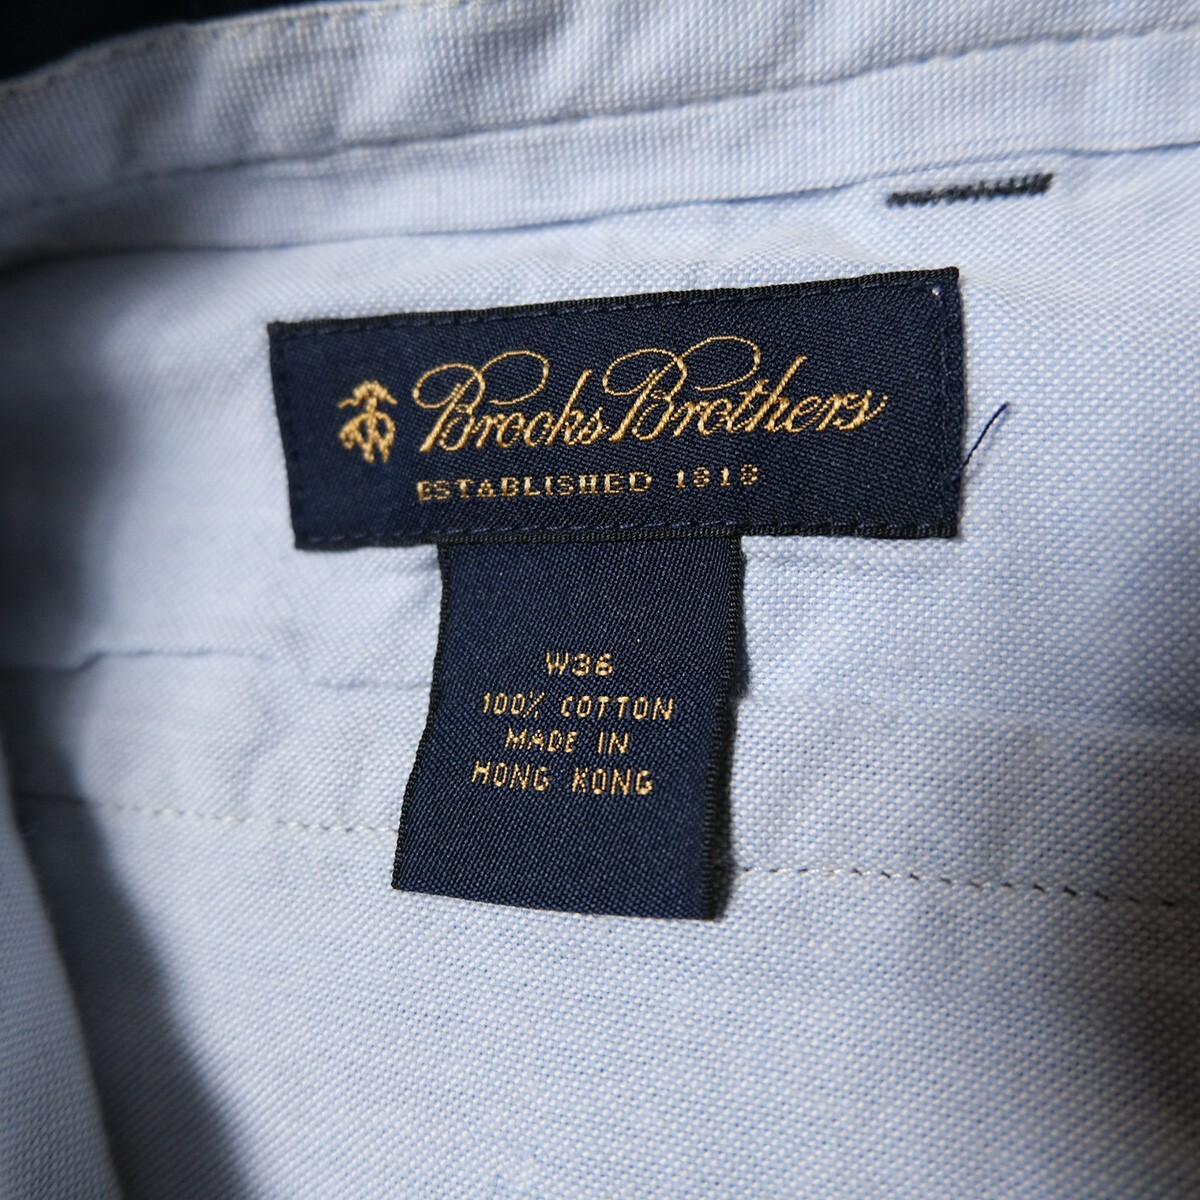 Brooks Brothers
ESTABLISHED 1818
W36
100% COTTON
MADE IN
HONG KONG